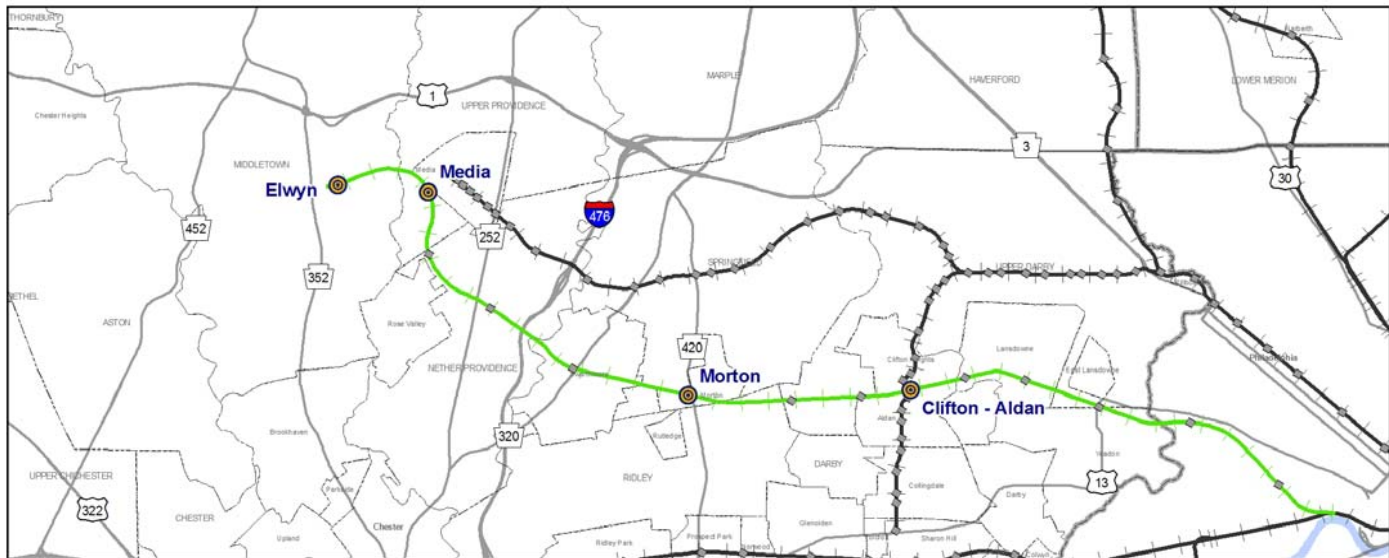 THORNBURY
MARPLE
HAVERFORD
LOWER MERION
1
UPPER PROVIDENCE
Chester Heights
3
MIDDLETOWN
Media
Media
30
Elwyn
476
452
252
SPRINGFIELD
UPPER DARBY
352
BETHEL
ASTON
Rose Valley
420
Clifton Heights
Lansdowne
East Lansdowne
Philadelphia
NETHER PROVIDENCE
Morton
Morton
Clifton - Aldan
Aldan
320
Brookhaven
Rutledge
Yeadon
UPPER CHICHESTER
Parkside
RIDLEY
DARBY
13
Collingdale
Darby
322
CHESTER
Chester
Glenolden
Upland
Ridley Park
Prospect Park
Norwood
Sharon Hill
Colwyn